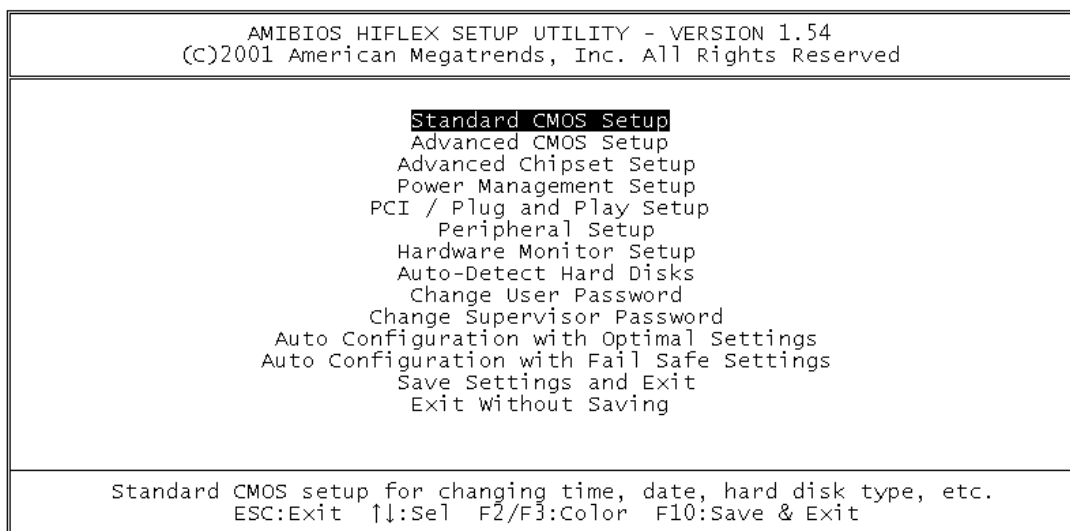 AMIBIOS HIFLEX SETUP UTILITY - VERSION 1.54
(C)2001 American Megatrends, Inc. All Rights Reserved
Standard CMOS Setup
Advanced CMOS Setup
Advanced Chipset Setup
Power Management Setup
PCI / Plug and Play Setup
Peripheral Setup
Hardware Monitor Setup
Auto-Detect Hard Disks
Change User Password
Change Supervisor Password
Auto Configuration with Optimal Settings
Auto Configuration with Fail Safe Settings
Save Settings and Exit
Exit Without Saving
Standard CMOS setup for changing time, date, hard disk type, etc.
ESC:Exit ↑↓:Sel F2/F3:Color F10:Save & Exit